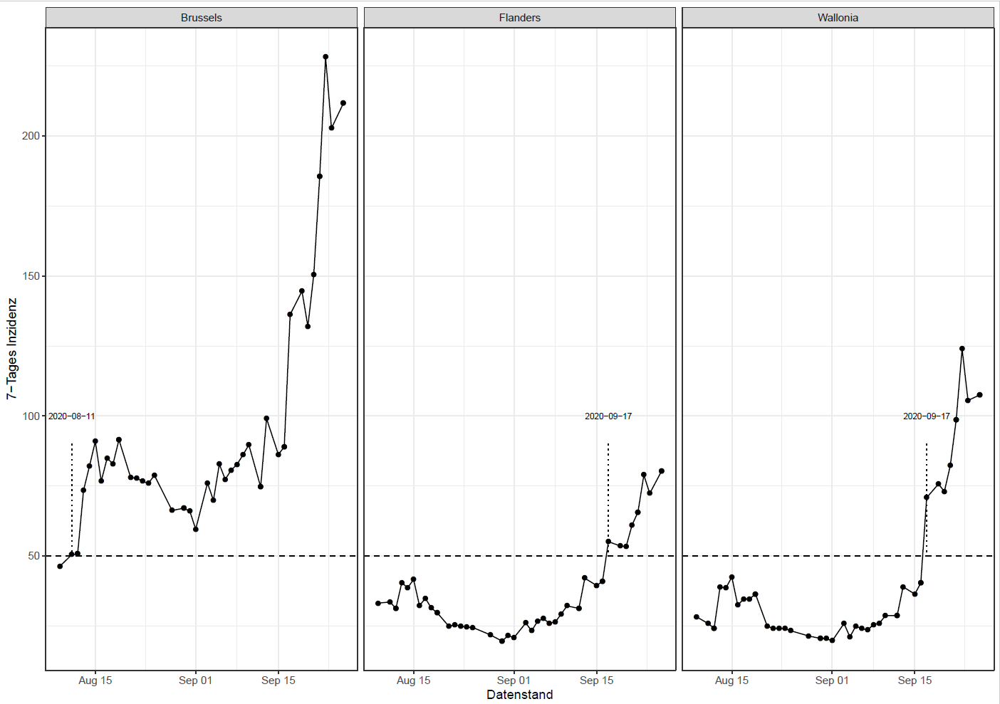 Brussels
Flanders
Wallonia
7−Tages Inzidenz
200
150
100
50
2020−08−11
2020−09−17
2020−09−17
Aug 15
Sep 01
Sep 15
Aug 15
Sep 01
Sep 15
Aug 15
Sep 01
Sep 15
Datenstand